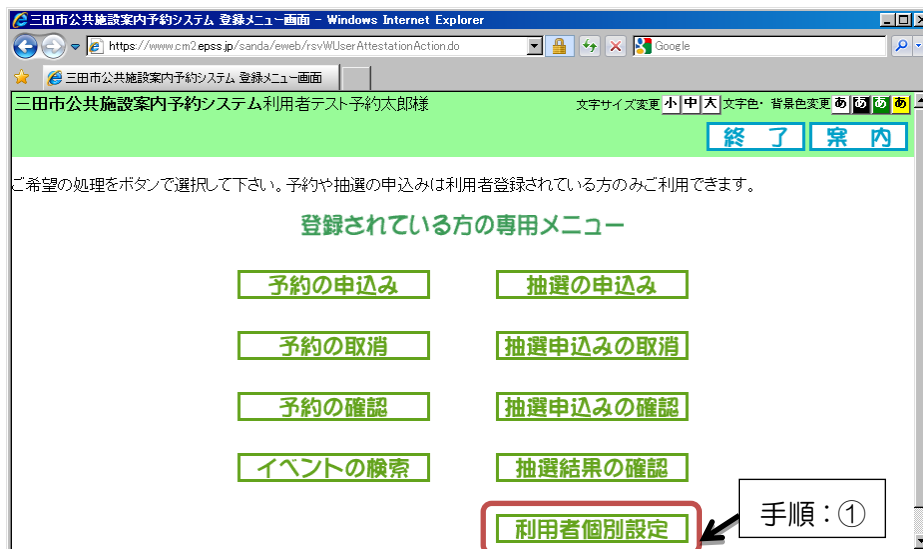 三田市公共施設案内予約システム 登録メニュー画面 - Windows Internet Explorer
https://www.cm2.epss.jp/sanda/eweb/rsvWUserAttestationAction.do
Google
三田市公共施設案内予約システム 登録メニュー画面
三田市公共施設案内予約システム利用者テスト予約太郎様 文字サイズ変更 小 中 大 文字色・背景色変更 あ あ あ あ
終 了 案 内
ご希望の処理をボタンで選択して下さい。予約や抽選の申込みは利用者登録されている方のみご利用できます。
登録されている方の専用メニュー
予約の申込み 抽選の申込み
予約の取消 抽選申込みの取消
予約の確認 抽選申込みの確認
イベントの検索 抽選結果の確認
利用者個別設定 手順:①